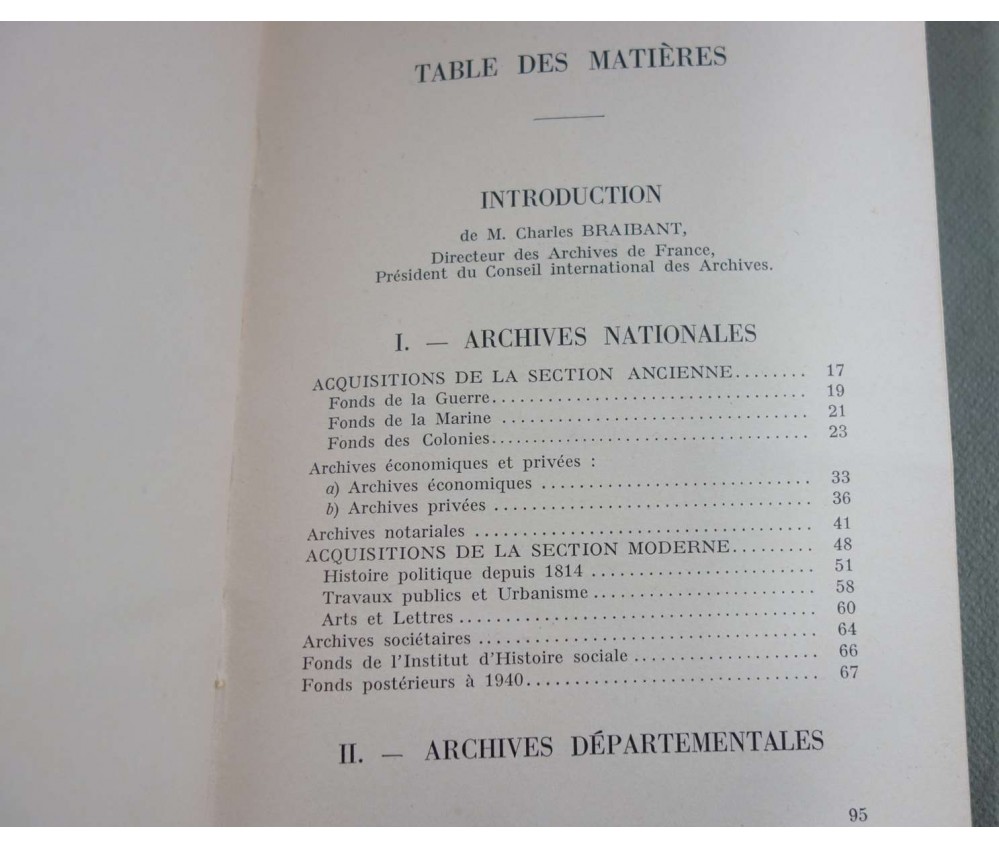 TABLE DES MATIÈRES
INTRODUCTION
de M. Charles BRAIBANT,
Directeur des Archives de France,
Président du Conseil international des Archives.
I. — ARCHIVES NATIONALES
ACQUISITIONS DE LA SECTION ANCIENNE........ 17
Fonds de la Guerre................................... 19
Fonds de la Marine .................................. 21
Fonds des Colonies................................... 23
Archives économiques et privées :
a) Archives économiques .............................. 33
b) Archives privées .................................... 36
Archives notariales ...................................... 41
ACQUISITIONS DE LA SECTION MODERNE......... 48
Histoire politique depuis 1814 ......................... 51
Travaux publics et Urbanisme......................... 58
Arts et Lettres ........................................ 60
Archives sociétaires ...................................... 64
Fonds de l'Institut d'Histoire sociale .................... 66
Fonds postérieurs à 1940................................. 67
II. — ARCHIVES DÉPARTEMENTALES
95